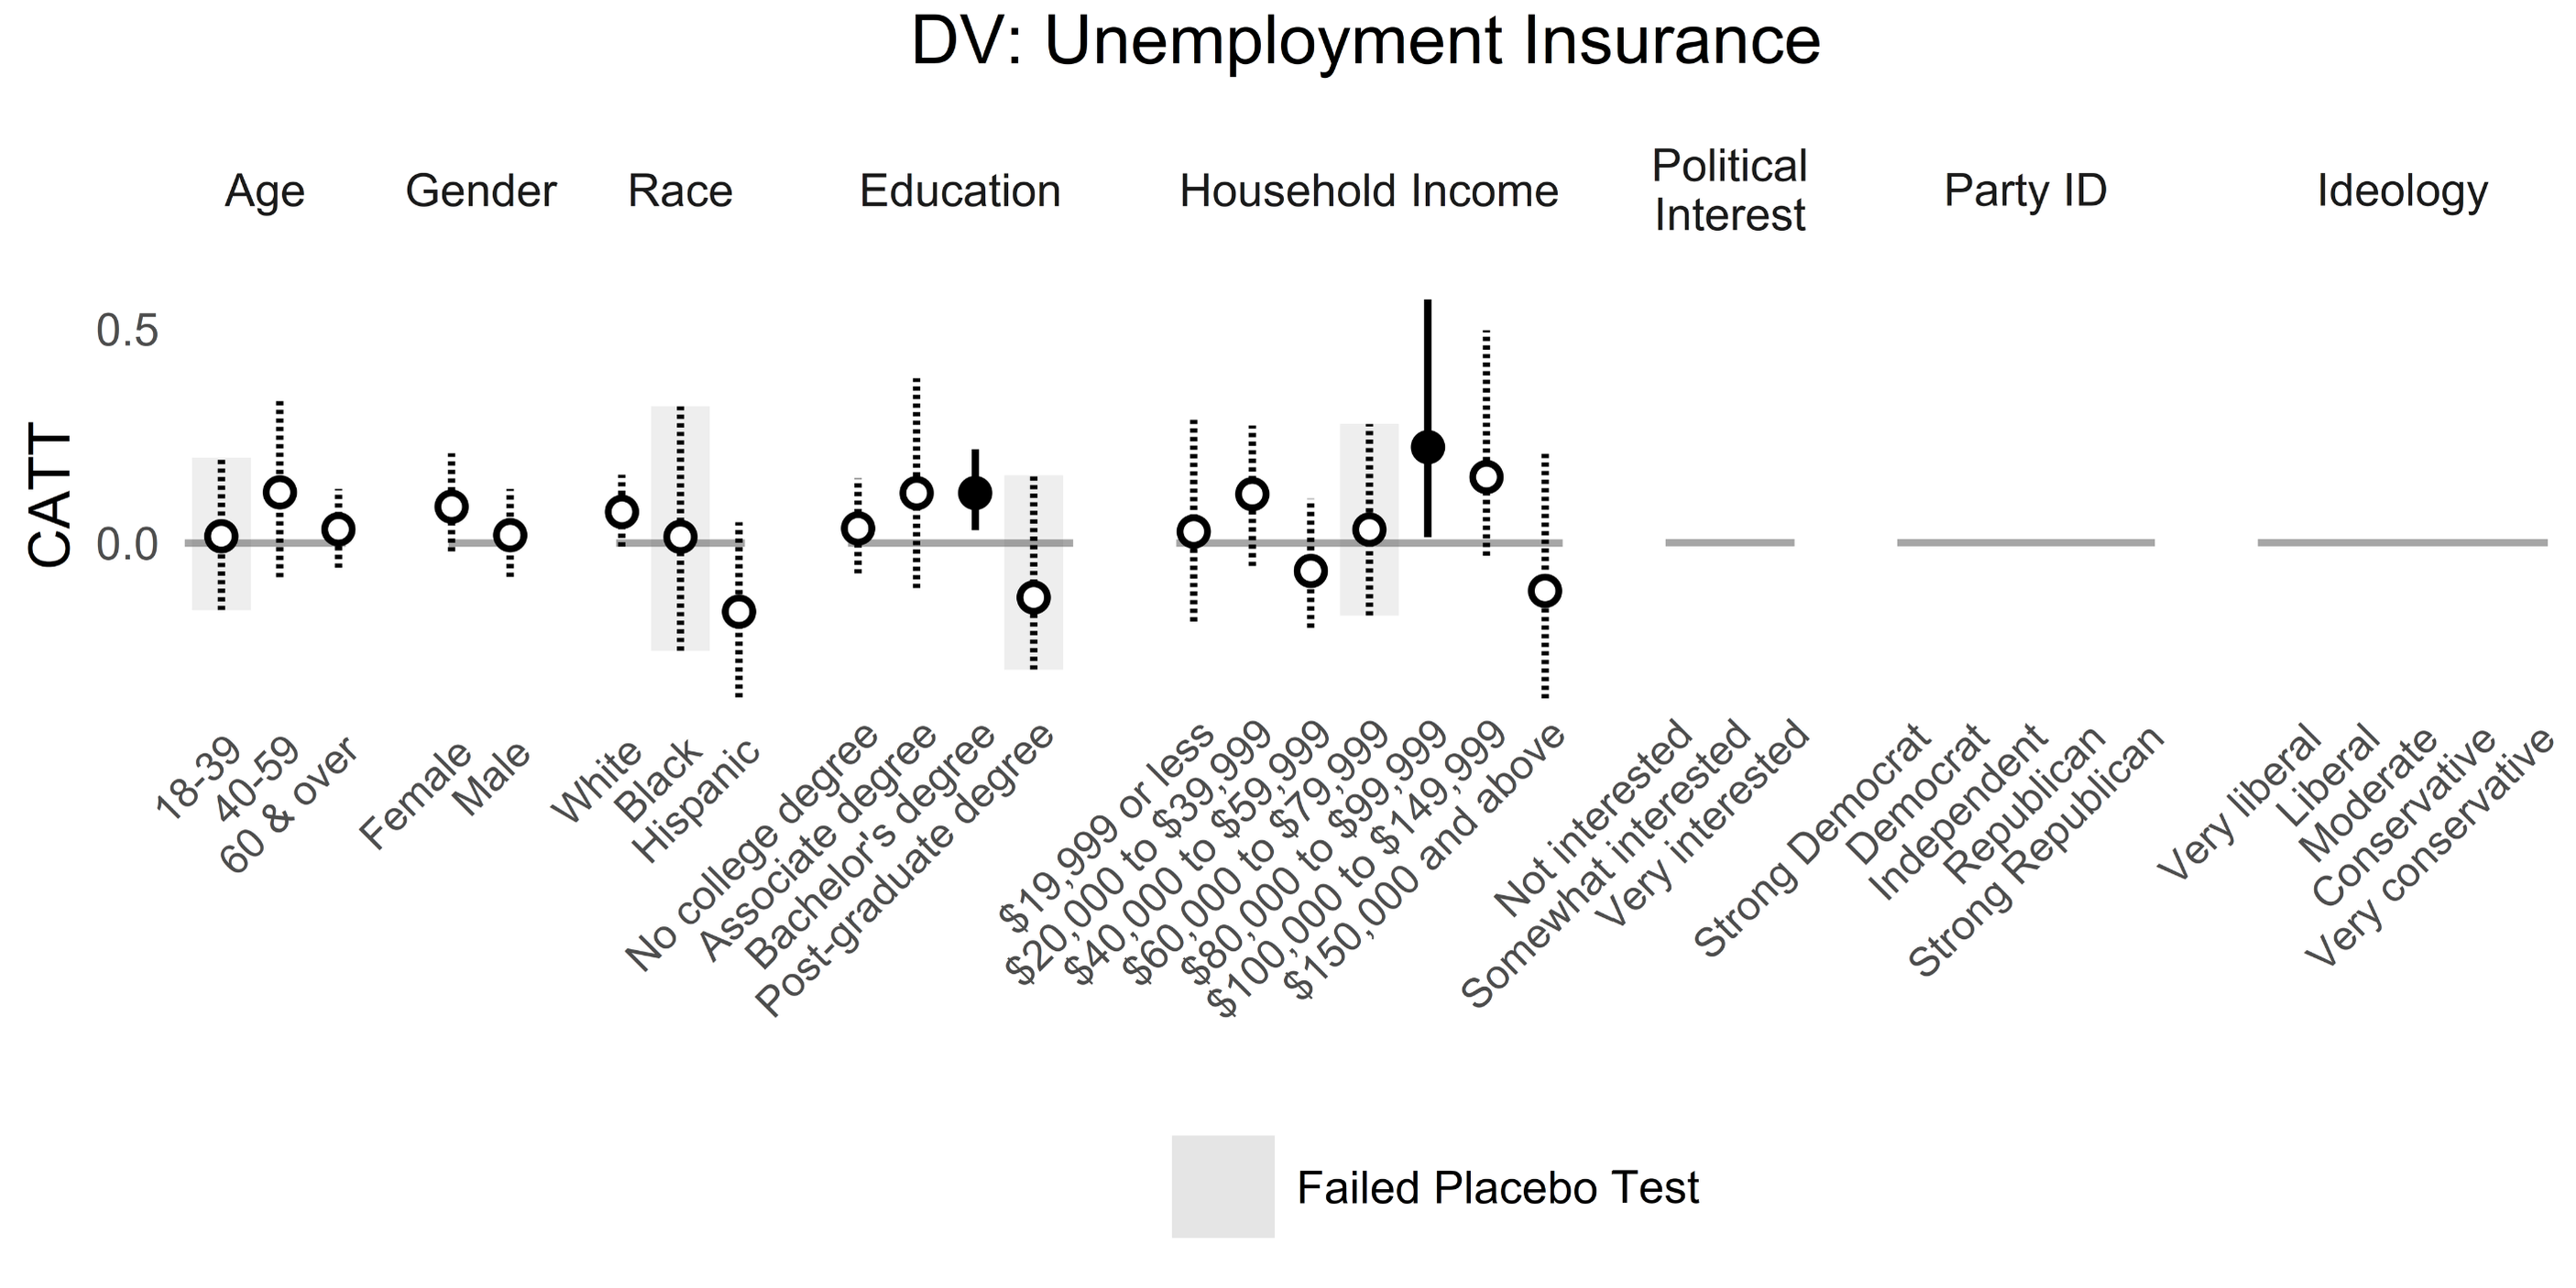 DV: Unemployment Insurance
Age
Gender
Race
Education
Household Income
Political
Interest
Party ID
Ideology
CATT
0.5
0.0
18-39
40-59
60 & over
Female
Male
White
Black
Hispanic
No college degree
Associate degree
Bachelor's degree
Post-graduate degree
$19,999 or less
$20,000 to $39,999
$40,000 to $59,999
$60,000 to $79,999
$80,000 to $99,999
$100,000 to $149,999
$150,000 and above
Not interested
Somewhat interested
Very interested
Strong Democrat
Democrat
Independent
Republican
Strong Republican
Very liberal
Liberal
Moderate
Conservative
Very conservative
Failed Placebo Test